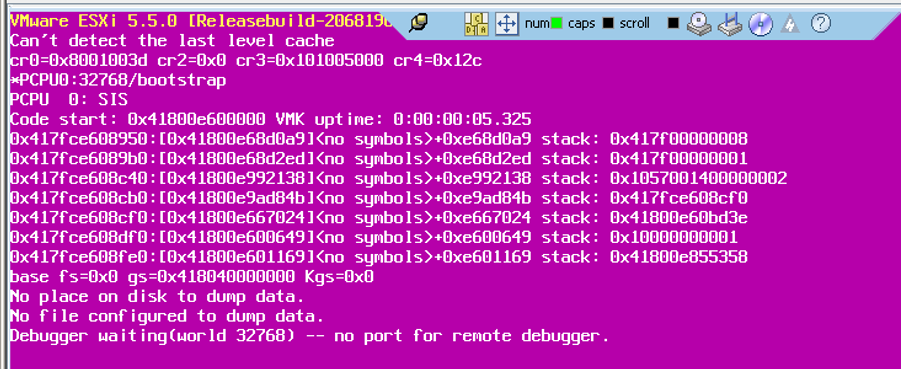 VMware ESXi 5.5.0 [Releasebuild-2068190
num caps scroll
Can't detect the last level cache
cr0=0x8001003d cr2=0x0 cr3=0x101005000 cr4=0x12c
*PCPU0:32768/bootstrap
PCPU 0: SIS
Code start: 0x41800e600000 VMK uptime: 0:00:00:05.325
0x417fce608950:[0x41800e68d0a9]<no symbols>+0xe68d0a9 stack: 0x417f00000008
0x417fce6089b0:[0x41800e68d2ed]<no symbols>+0xe68d2ed stack: 0x417f00000001
0x417fce608c40:[0x41800e992138]<no symbols>+0xe992138 stack: 0x1057001400000002
0x417fce608cb0:[0x41800e9ad84b]<no symbols>+0xe9ad84b stack: 0x417fce608cf0
0x417fce608cf0:[0x41800e667024]<no symbols>+0xe667024 stack: 0x41800e60bd3e
0x417fce608df0:[0x41800e600649]<no symbols>+0xe600649 stack: 0x10000000001
0x417fce608fe0:[0x41800e601169]<no symbols>+0xe601169 stack: 0x41800e855358
base fs=0x0 gs=0x418040000000 Kgs=0x0
No place on disk to dump data.
No file configured to dump data.
Debugger waiting(world 32768) -- no port for remote debugger.